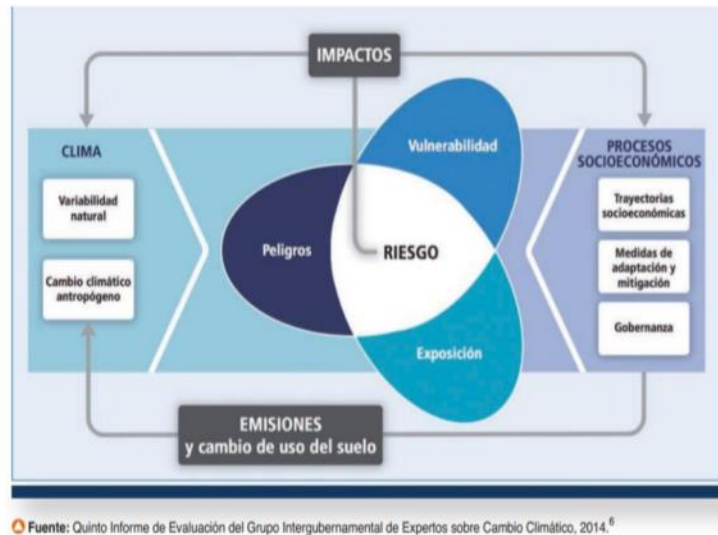 IMPACTOS
CLIMA
Variabilidad
natural
Cambio climático
antropógeno
Peligros
Vulnerabilidad
RIESGO
Exposición
PROCESOS
SOCIOECONÓMICOS
Trayectorias
socioeconómicas
Medidas de
adaptación y
mitigación
Gobernanza
EMISIONES
y cambio de uso del suelo
Fuente: Quinto Informe de Evaluación del Grupo Intergubernamental de Expertos sobre Cambio Climático, 2014.⁶